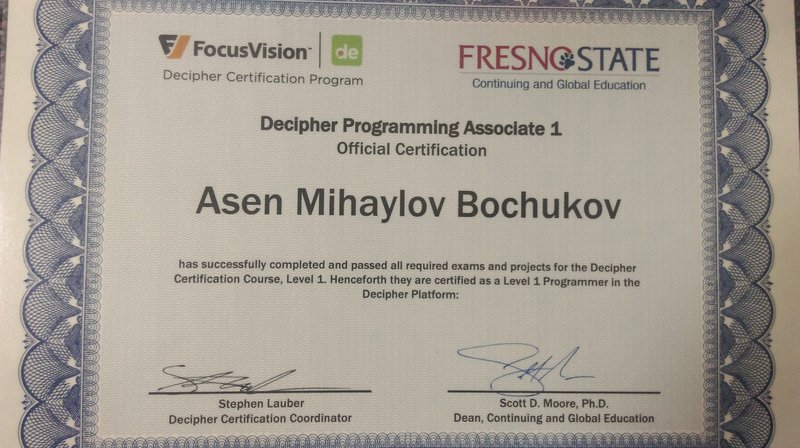 FocusVision™ de
Decipher Certification Program
FRESNO STATE
Continuing and Global Education
Decipher Programming Associate 1
Official Certification
Asen Mihaylov Bochukov
has successfully completed and passed all required exams and projects for the Decipher
Certification Course, Level 1. Henceforth they are certified as a Level 1 Programmer in the
Decipher Platform:
Stephen Lauber
Decipher Certification Coordinator
Scott D. Moore, Ph.D.
Dean, Continuing and Global Education